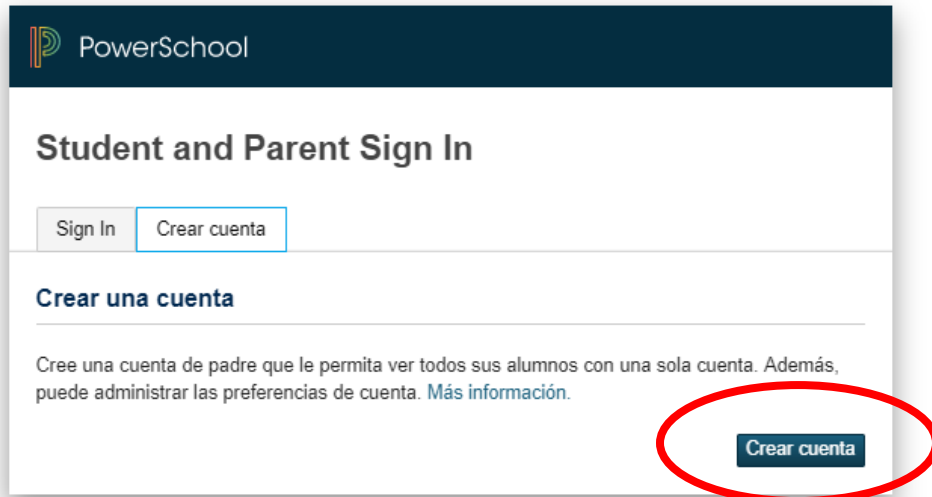 PowerSchool
Student and Parent Sign In
Sign In
Crear cuenta
Crear una cuenta
Cree una cuenta de padre que le permita ver todos sus alumnos con una sola cuenta. Además,
puede administrar las preferencias de cuenta. Más información.
Crear cuenta